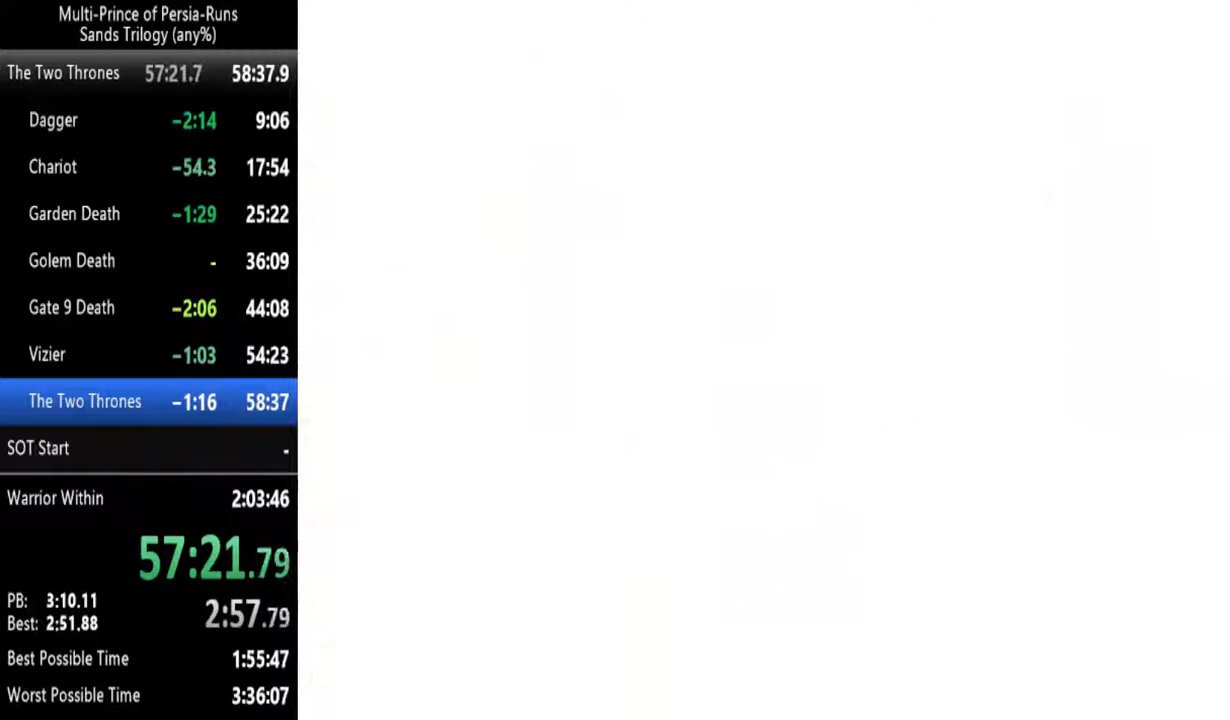 Multi-Prince of Persia-Runs
Sands Trilogy (any%)
The Two Thrones 57:21.7 58:37.9
Dagger -2:14 9:06
Chariot -54.3 17:54
Garden Death -1:29 25:22
Golem Death - 36:09
Gate 9 Death -2:06 44:08
Vizier -1:03 54:23
The Two Thrones -1:16 58:37
SOT Start -
Warrior Within 2:03:46
57:21.79
PB: 3:10.11
Best: 2:51.88
2:57.79
Best Possible Time 1:55:47
Worst Possible Time 3:36:07